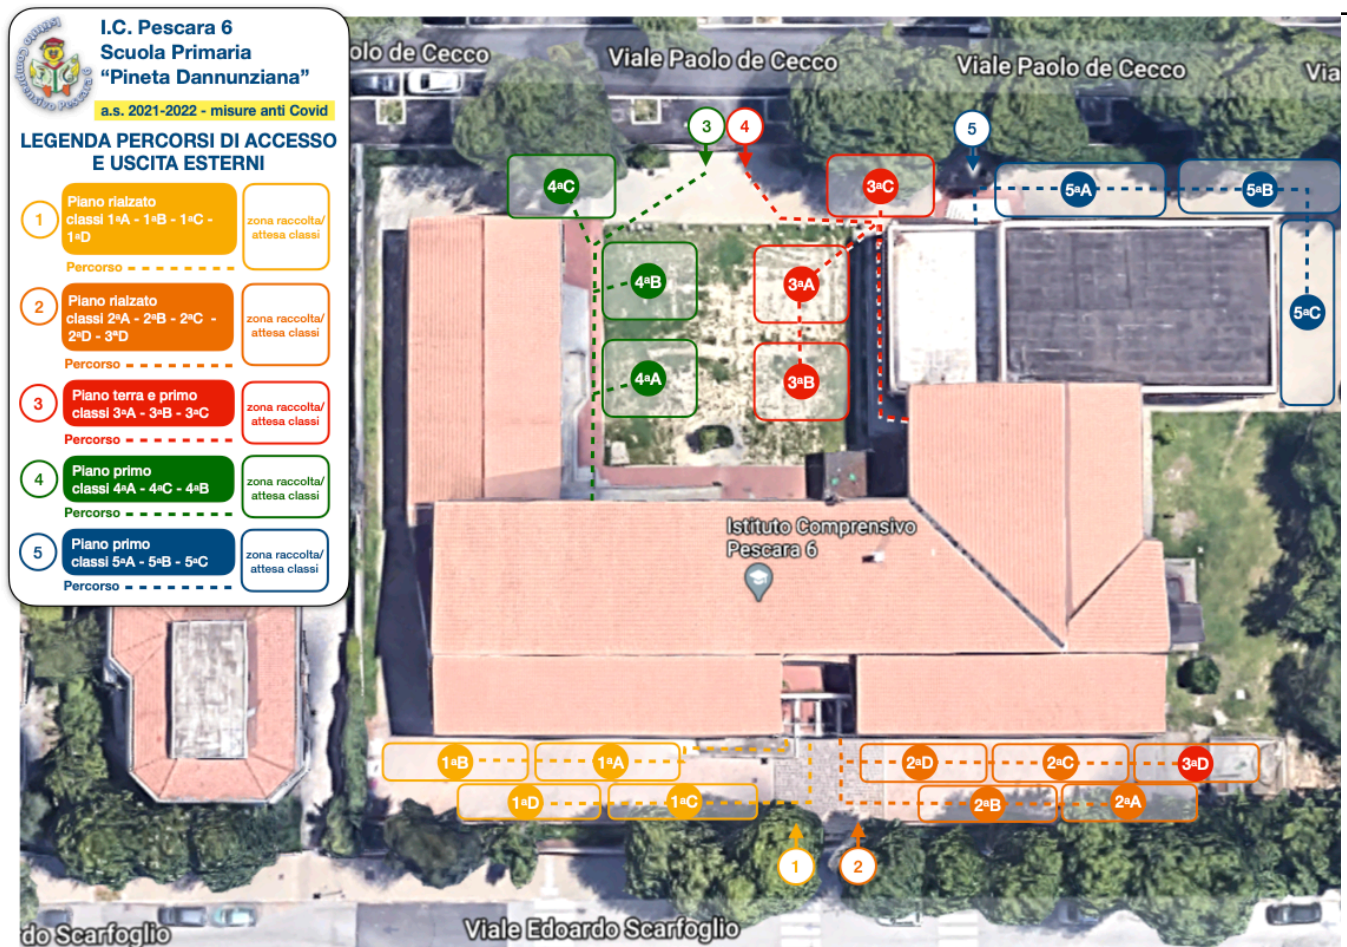 I.C. Pescara 6
Scuola Primaria
“Pineta Dannunziana”
a.s. 2021-2022 - misure anti Covid
LEGENDA PERCORSI DI ACCESSO
E USCITA ESTERNI
1
Piano rialzato
classi 1ªA - 1ªB - 1ªC -
1ªD
zona raccolta/
attesa classi
Percorso
2
Piano rialzato
classi 2ªA - 2ªB - 2ªC -
2ªD - 3ªD
zona raccolta/
attesa classi
Percorso
3
Piano terra e primo
classi 3ªA - 3ªB - 3ªC
zona raccolta/
attesa classi
Percorso
4
Piano primo
classi 4ªA - 4ªC - 4ªB
zona raccolta/
attesa classi
Percorso
5
Piano primo
classi 5ªA - 5ªB - 5ªC
zona raccolta/
attesa classi
Percorso
olo de Cecco
Viale Paolo de Cecco
Viale Paolo de Cecco
Via
3
4
5
4ªC
3ªC
5ªA
5ªB
4ªB
3ªA
5ªC
4ªA
3ªB
Istituto Comprensivo
Pescara 6
1ªB
1ªA
2ªD
2ªC
3ªD
1ªD
1ªC
2ªB
2ªA
1
2
do Scarfoglio
Viale Edoardo Scarfoglio